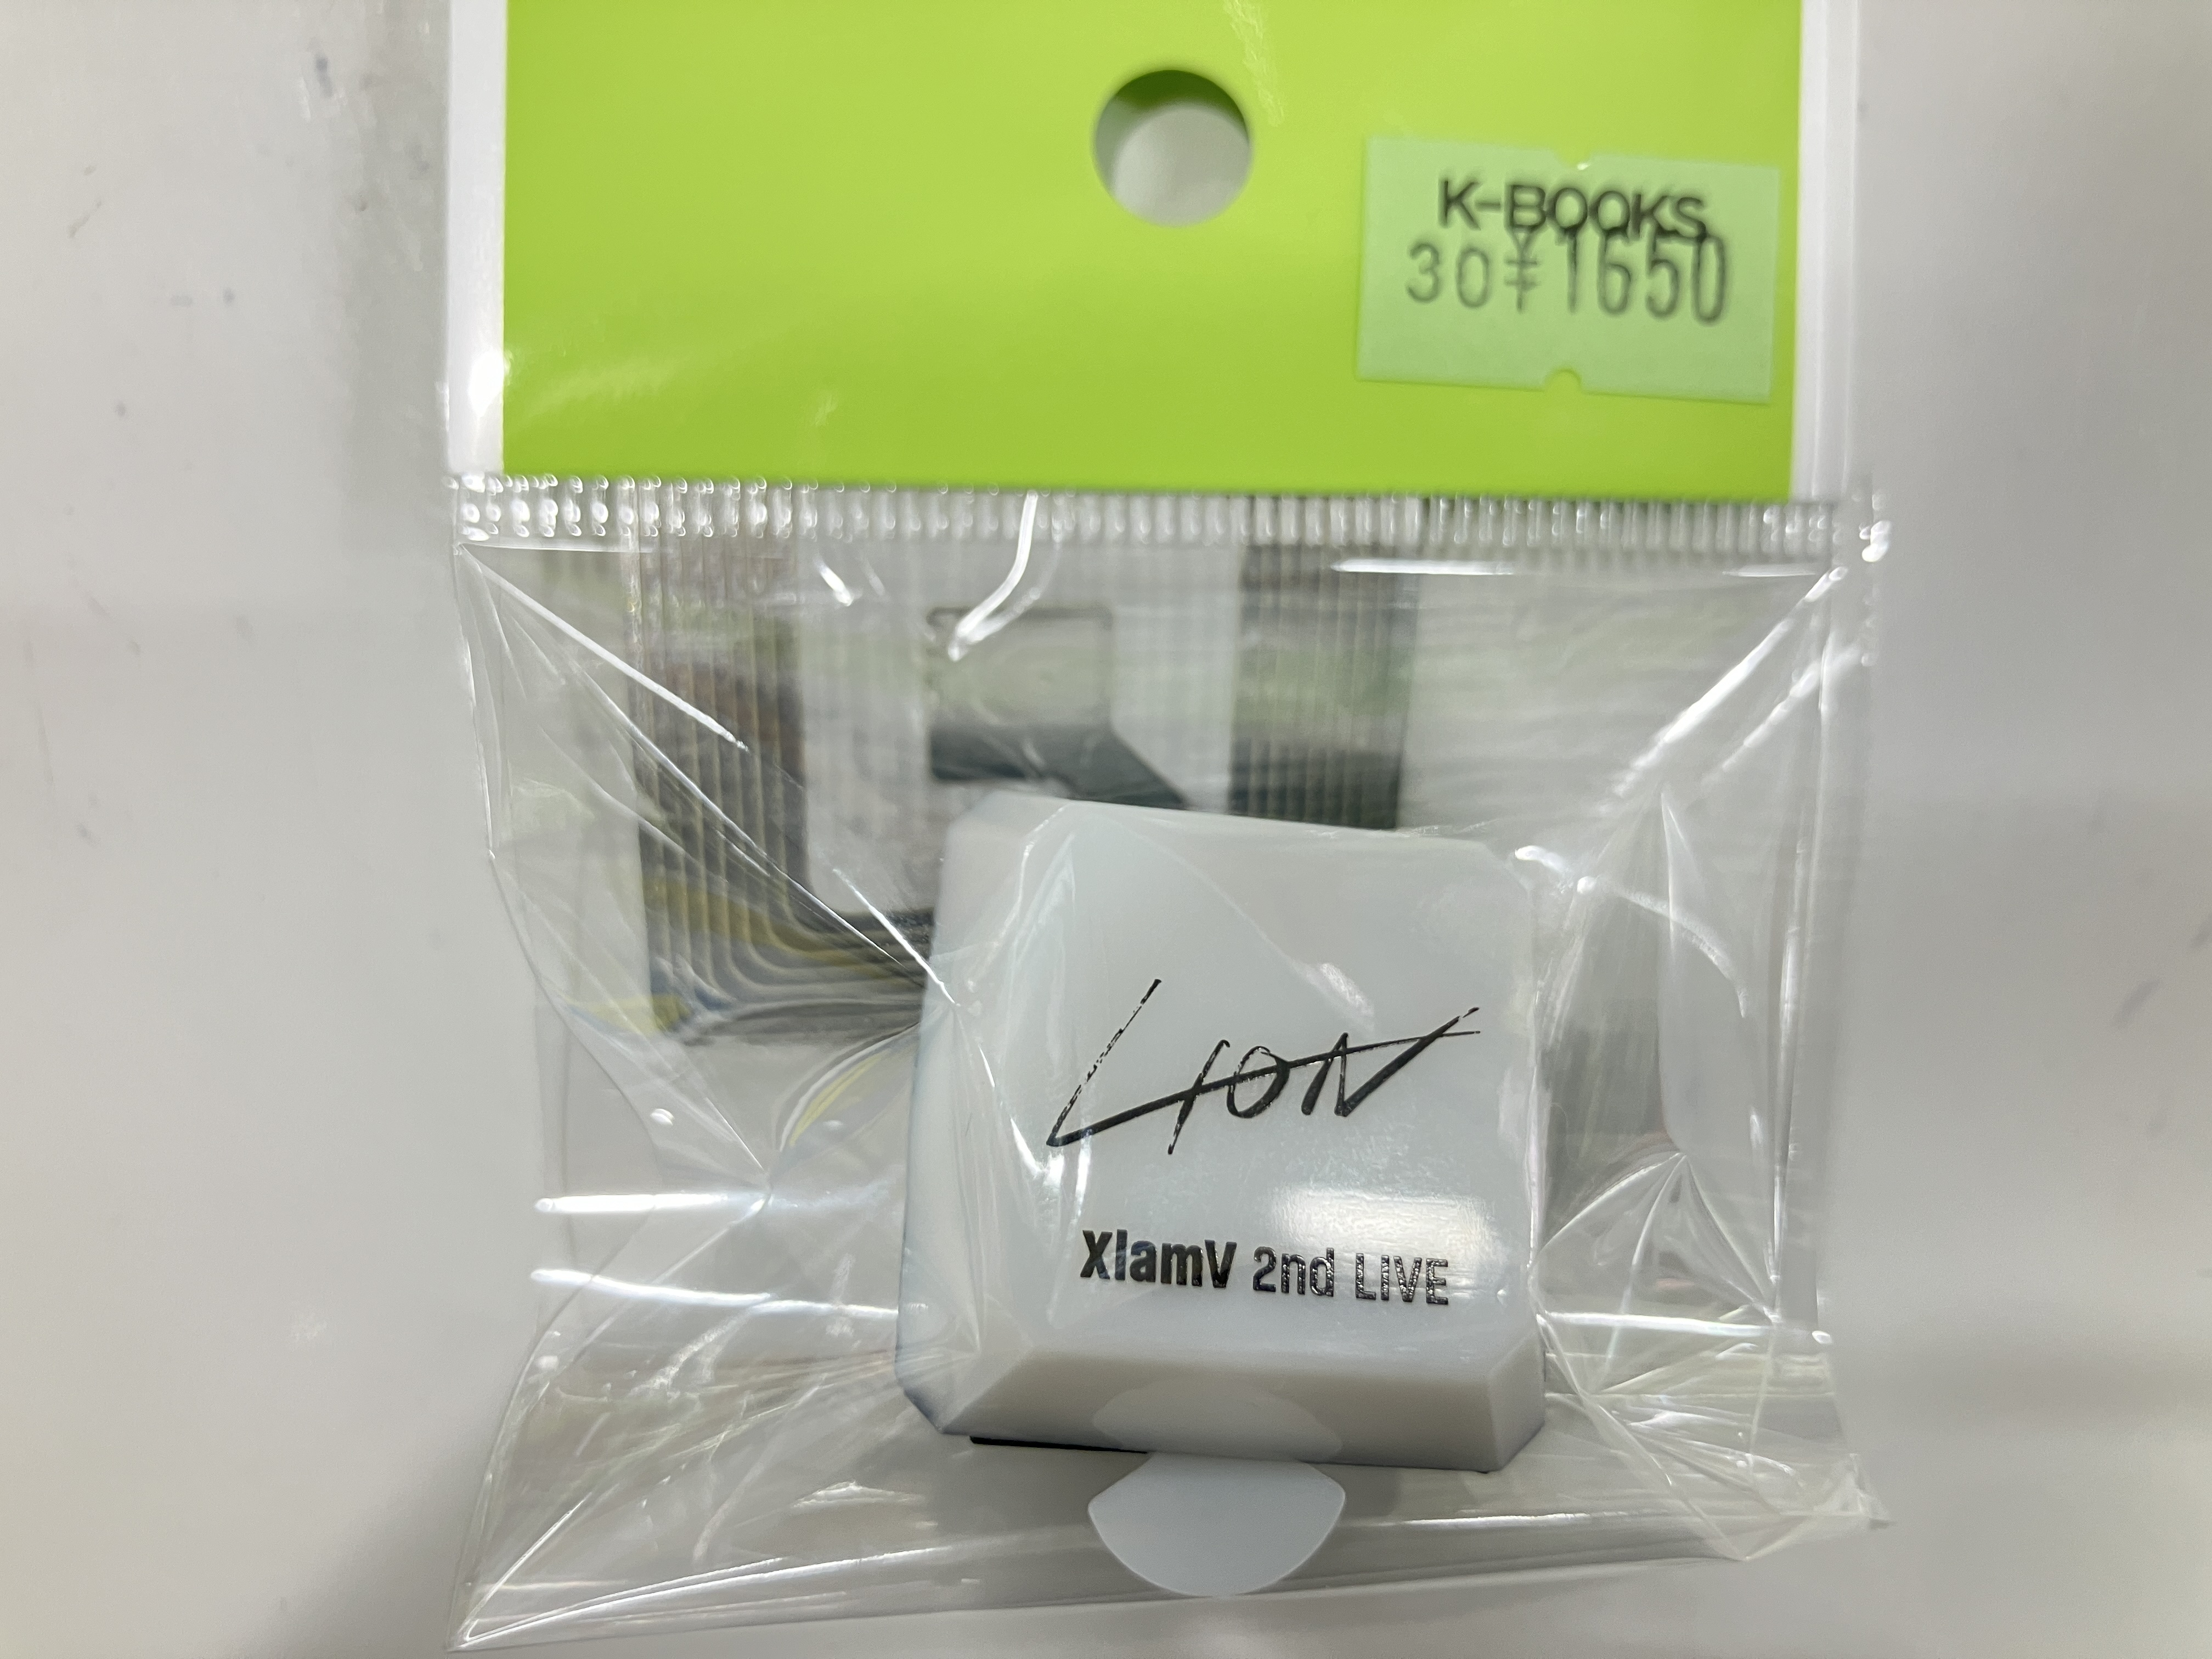 K-BOOKS
30¥1650
LION
XlamV 2nd LIVE